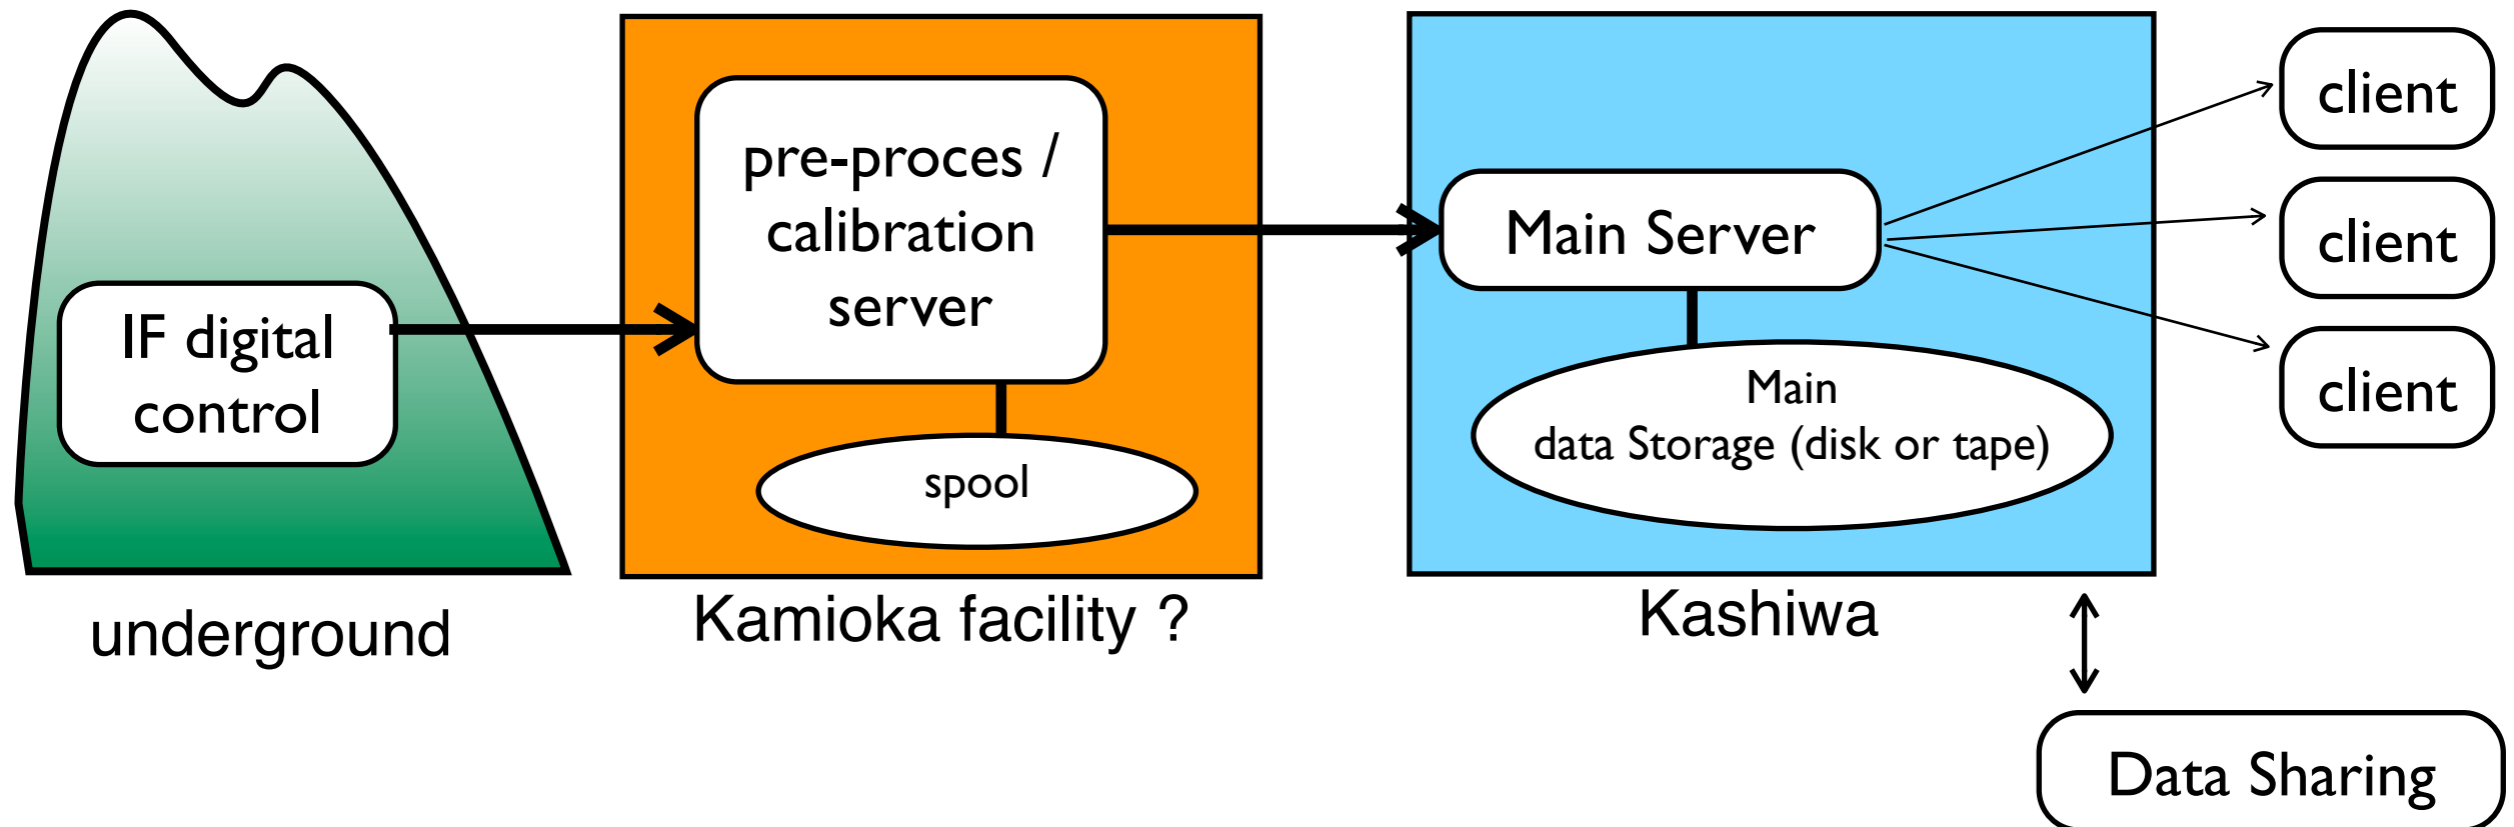 IF digital
control
underground
pre-proces /
calibration
server
spool
Kamioka facility ?
Main Server
Main
data Storage (disk or tape)
Kashiwa
client
client
client
Data Sharing